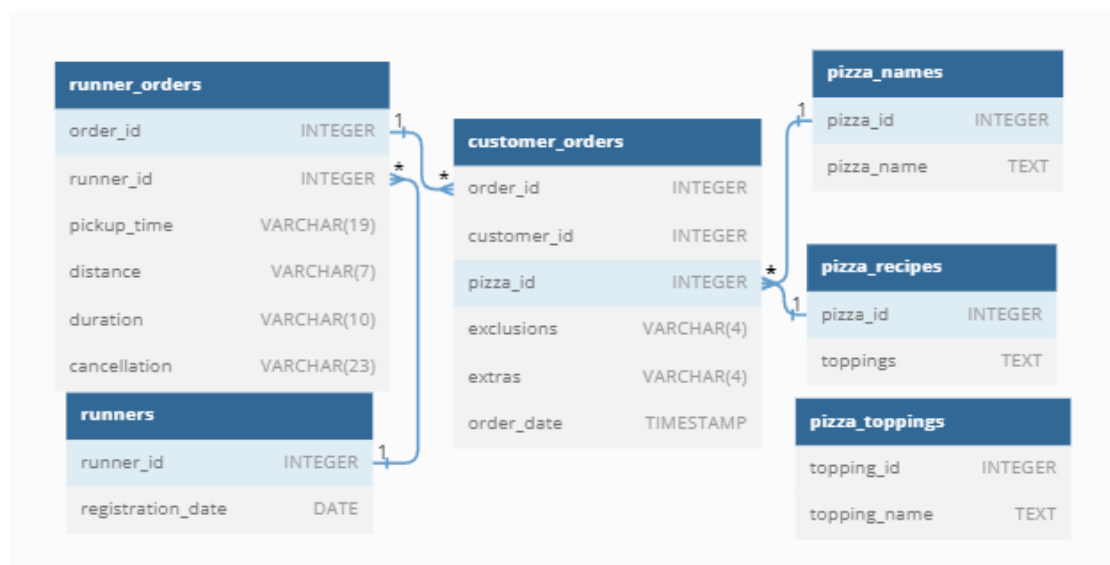 runner_orders
order_id INTEGER
runner_id INTEGER
pickup_time VARCHAR(19)
distance VARCHAR(7)
duration VARCHAR(10)
cancellation VARCHAR(23)
runners
runner_id INTEGER
registration_date DATE
1
*
*
1
customer_orders
order_id INTEGER
customer_id INTEGER
pizza_id INTEGER
exclusions VARCHAR(4)
extras VARCHAR(4)
order_date TIMESTAMP
*
1
1
pizza_names
pizza_id INTEGER
pizza_name TEXT
pizza_recipes
pizza_id INTEGER
toppings TEXT
pizza_toppings
topping_id INTEGER
topping_name TEXT